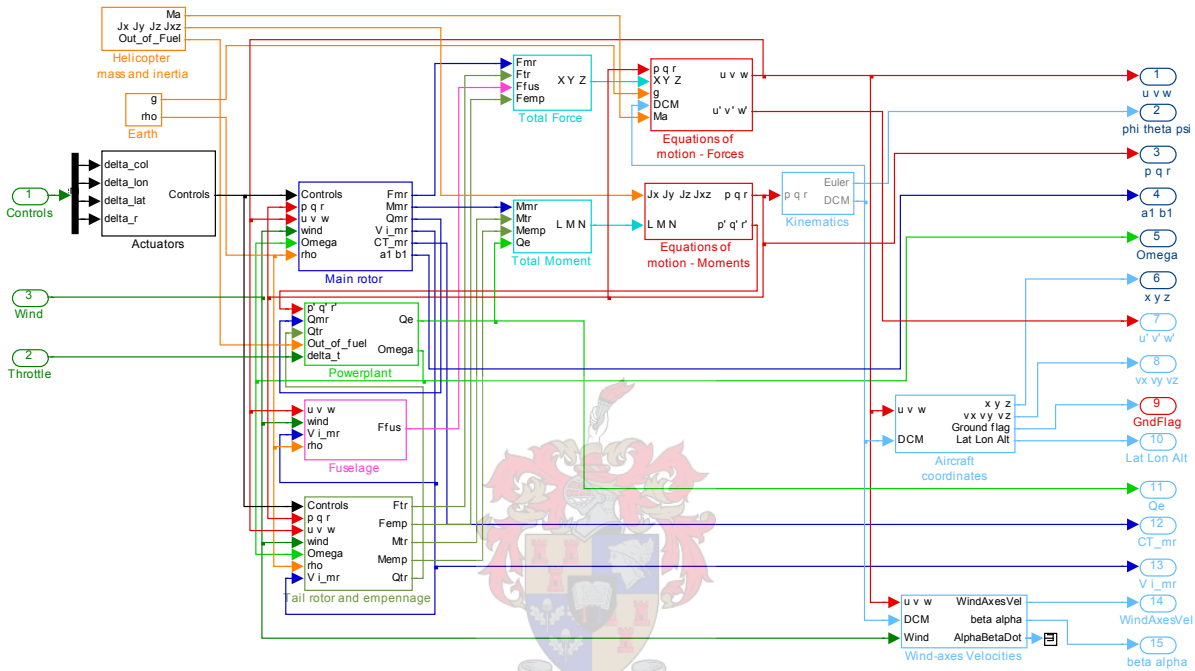 Ma
Jx Jy Jz Jxz
Out_of_Fuel
Helicopter
mass and inertia
g
rho
Earth
1
Controls
delta_col
delta_lon
delta_lat
delta_r
Controls
Actuators
3
Wind
2
Throttle
Controls
p q r
u v w
wind
Omega
rho
Fmr
Mmr
Qmr
V i_mr
CT_mr
a1 b1
Main rotor
p' q' r'
Qmr
Qtr
Out_of_fuel
delta_t
Qe
Omega
Powerplant
u v w
wind
V i_mr
rho
Ffus
Fuselage
Controls
p q r
u v w
wind
Omega
rho
V i_mr
Ftr
Femp
Mtr
Memp
Qtr
Tail rotor and empennage
Fmr
Ftr
Ffus
Femp
X Y Z
Total Force
Mmr
Mtr
Memp
Qe
L M N
Total Moment
p q r
X Y Z
g
DCM
Ma
u v w
u' v' w'
Equations of
motion - Forces
Jx Jy Jz Jxz
L M N
p q r
p' q' r'
Equations of
motion - Moments
p q r
Euler
DCM
Kinematics
u v w
DCM
x y z
vx vy vz
Ground flag
Lat Lon Alt
Aircraft
coordinates
u v w
DCM
Wind
WindAxesVel
beta alpha
AlphaBetaDot
Wind-axes Velocities
1
u v w
2
phi theta psi
3
p q r
4
a1 b1
5
Omega
6
x y z
7
u' v' w'
8
vx vy vz
9
GndFlag
10
Lat Lon Alt
11
Qe
12
CT_mr
13
V i_mr
14
WindAxesVel
15
beta alpha